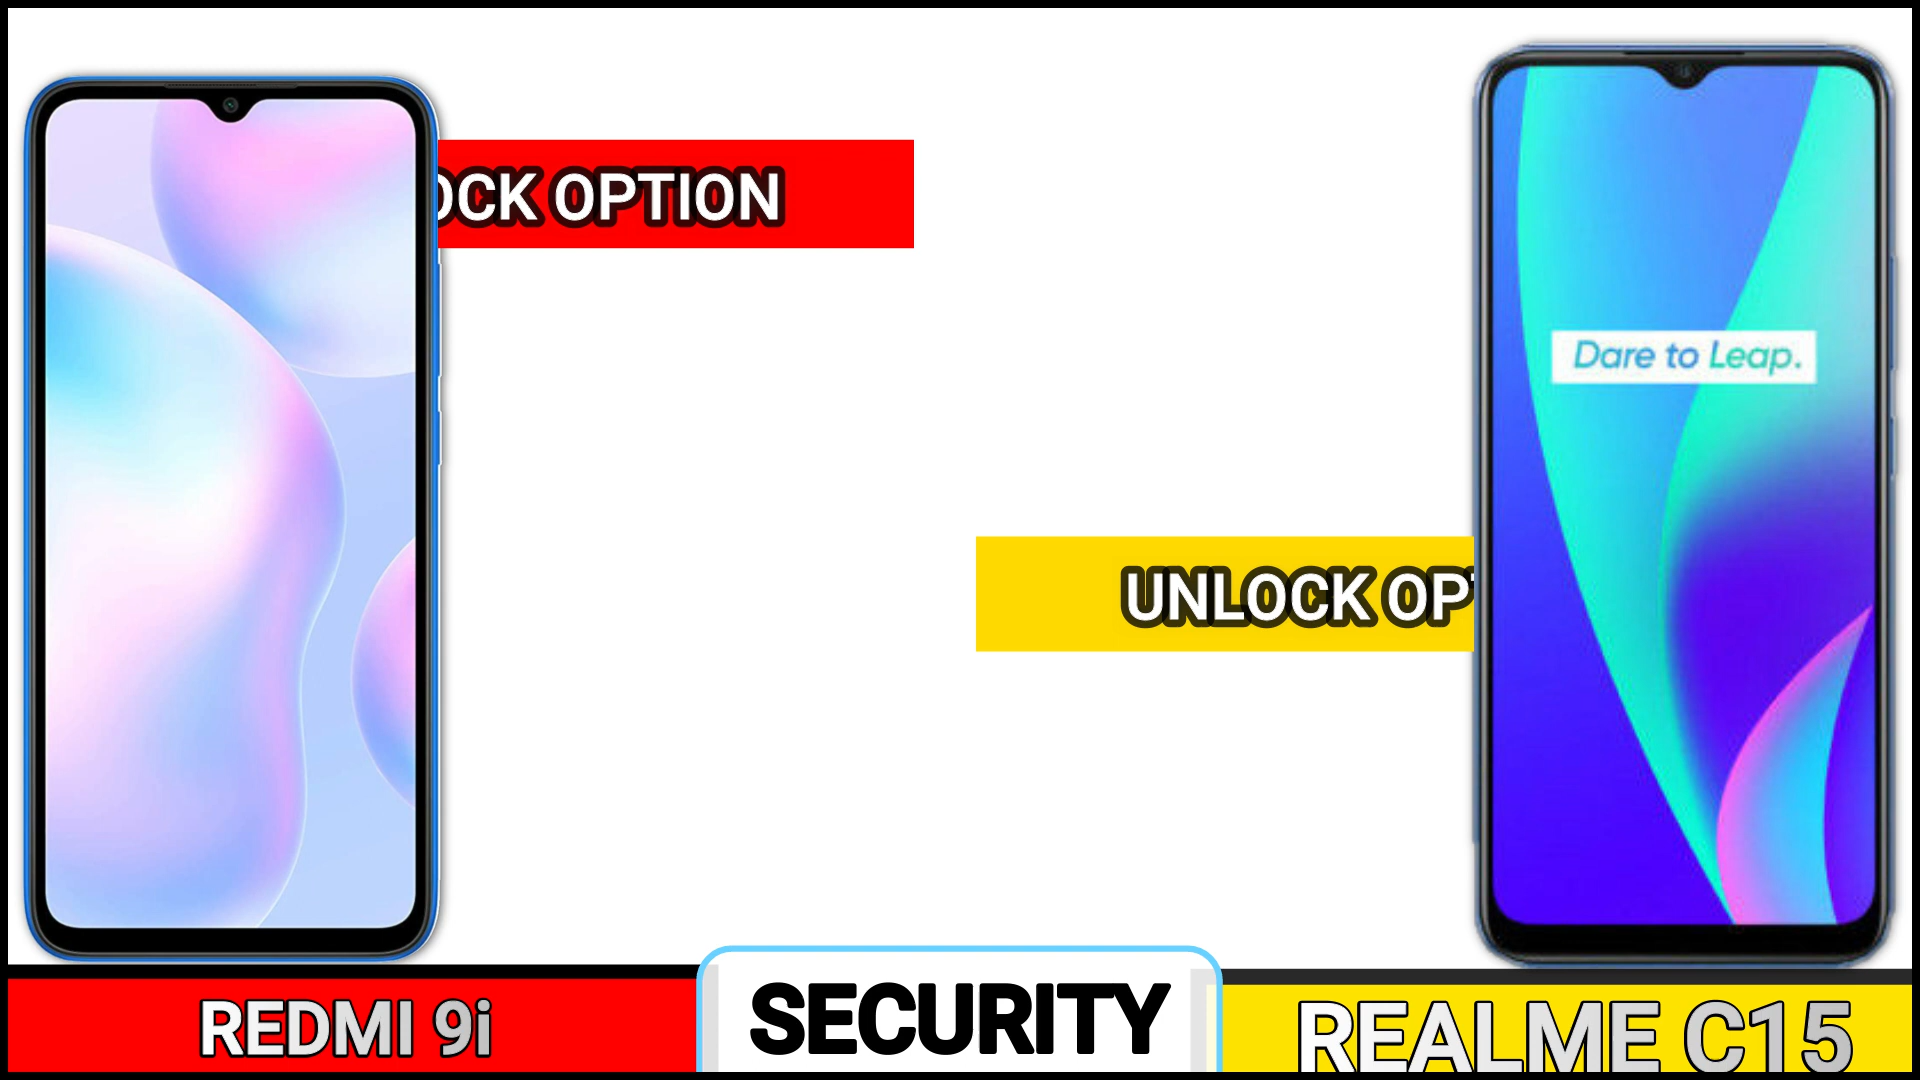 OCK OPTION
Dare to Leap.
UNLOCK OP
REDMI 9i
SECURITY
REALME C15